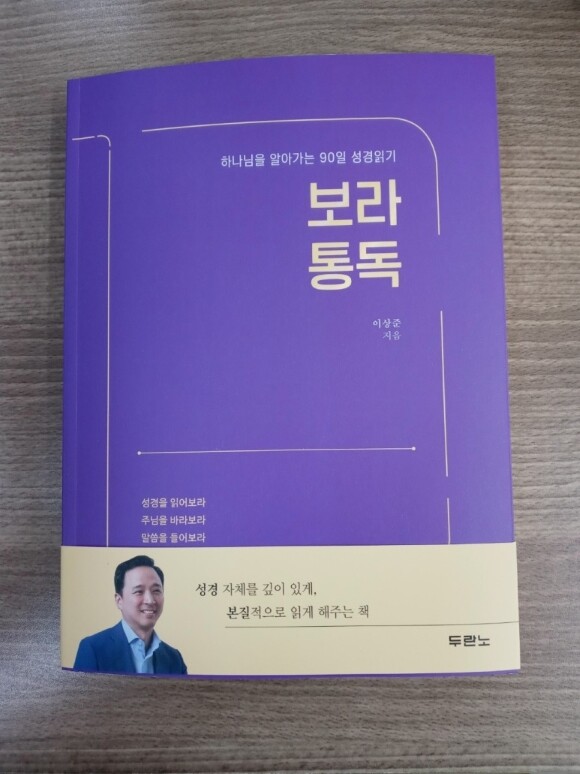 하나님을 알아가는 90일 성경읽기
보라
통독
이상준
지음
성경을 읽어보라
주님을 바라보라
말씀을 들어보라
성경 자체를 깊이 있게,
본질적으로 읽게 해주는 책
두란노